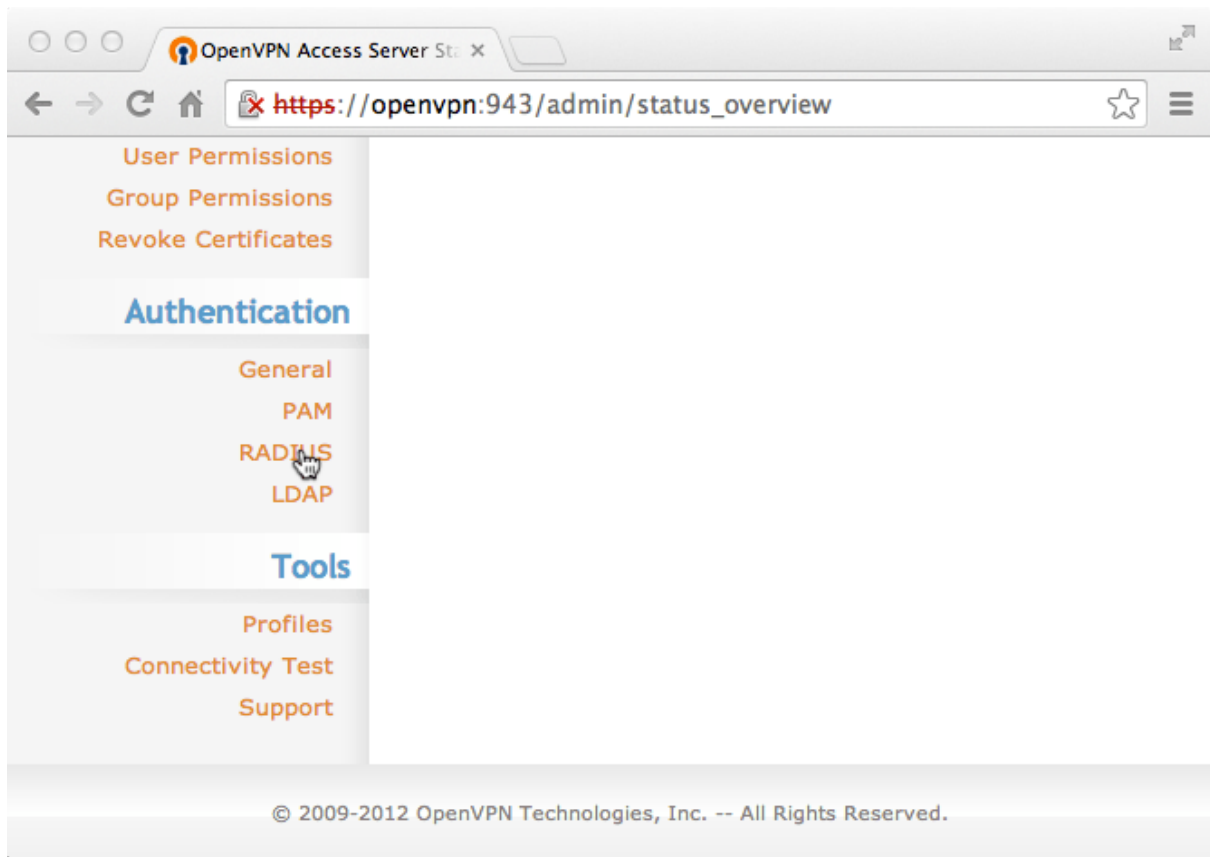 OpenVPN Access Server Sta
https://openvpn:943/admin/status_overview
User Permissions
Group Permissions
Revoke Certificates
Authentication
General
PAM
RADIUS
LDAP
Tools
Profiles
Connectivity Test
Support
© 2009-2012 OpenVPN Technologies, Inc. -- All Rights Reserved.